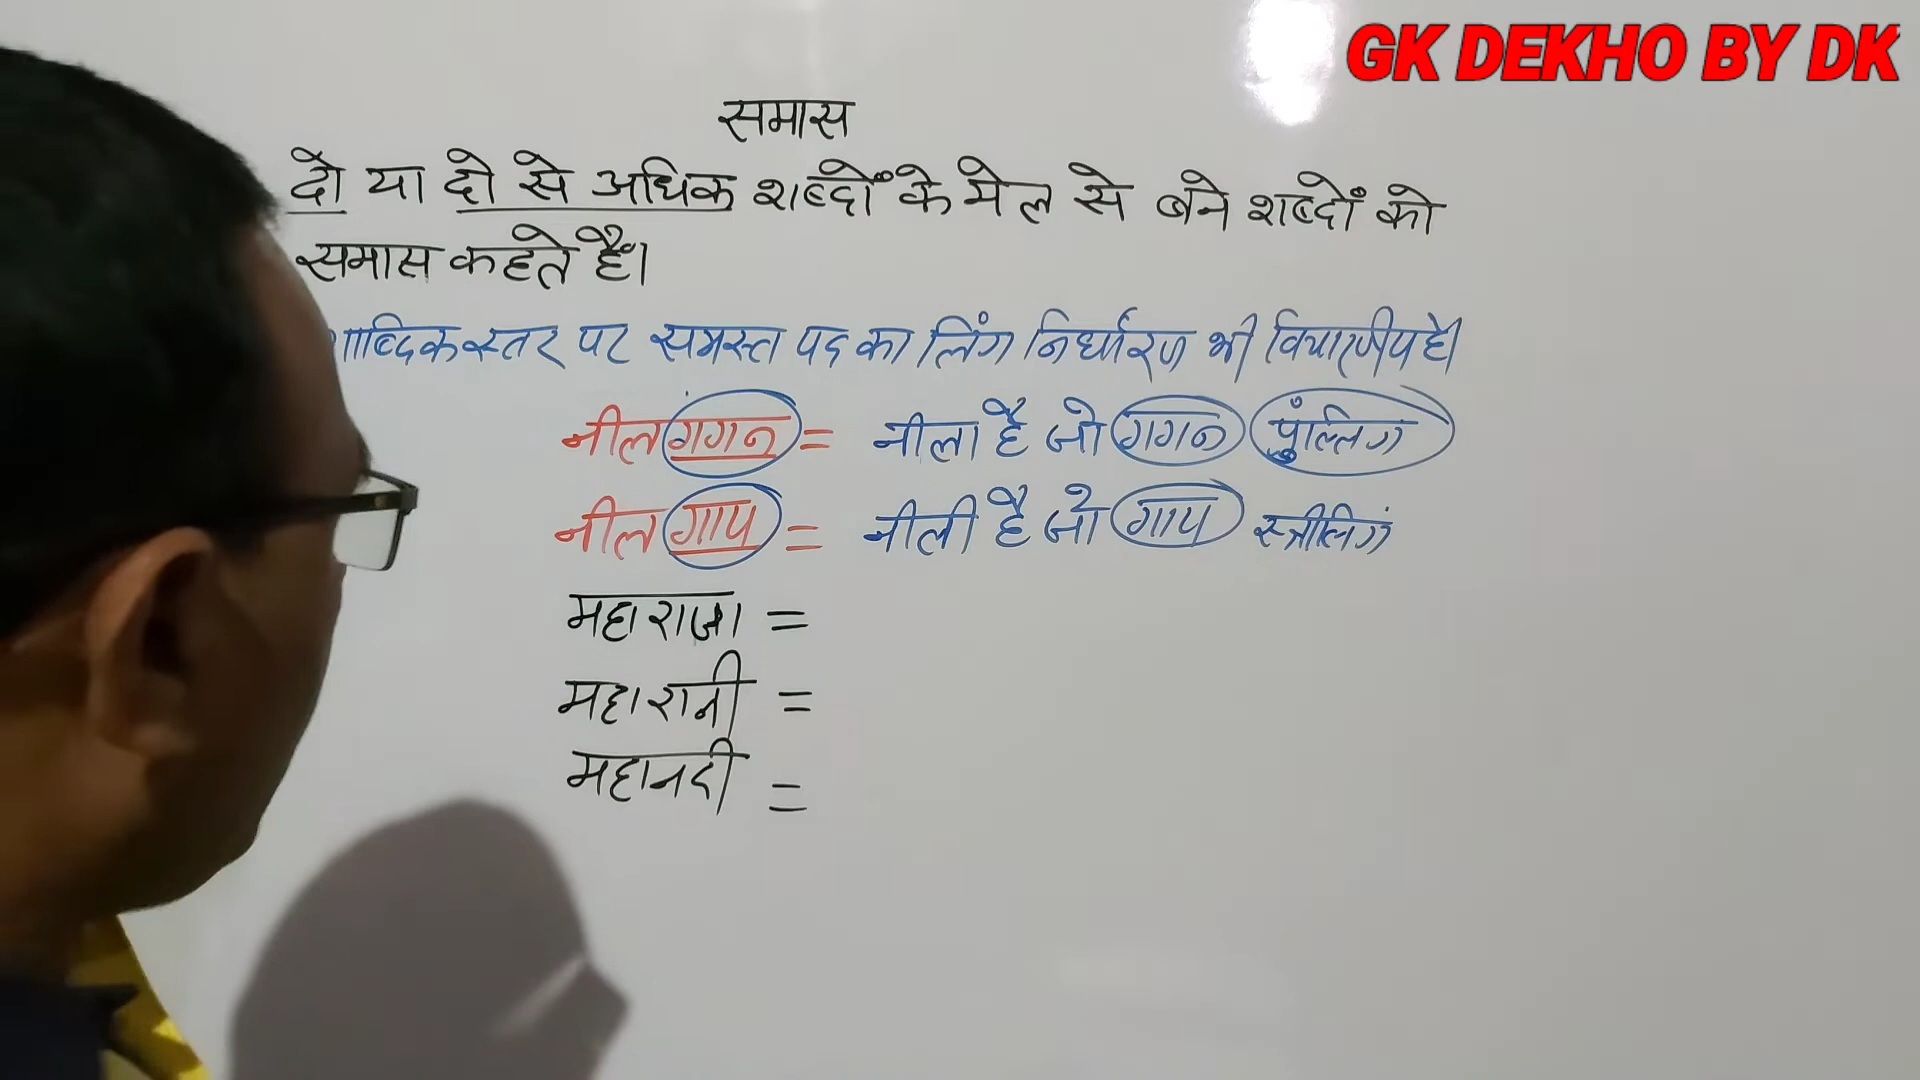 GK DEKHO BY DK
समास
दो या दो से अधिक शब्दों के मेल से बने शब्दों को
समास कहते हैं।
शाब्दिक स्तर पर समस्त पद का लिंग निर्धारण भी विचारणीय है।
नील गगन = नीला है जो गगन पुंल्लिग
नील गाय = नीली है जो गाय स्त्रीलिगं
महाराजा =
महारानी =
महानदी =